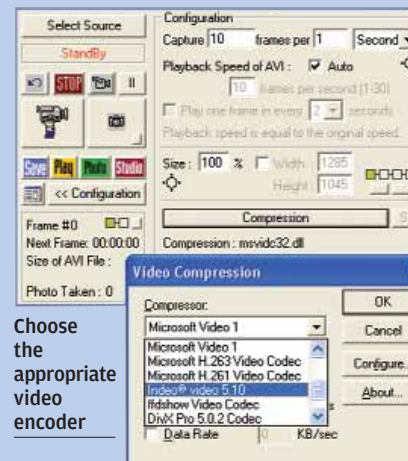 Select Source
StandBy
STOP
Save Play Photo Studio
<< Configuration
Frame #0
Next Frame: 00:00:00
Size of AVI File :
Photo Taken : 0
Configuration
Capture 10 frames per 1 Second
Playback Speed of AVI : Auto
10 frames per second (1-30)
Play one frame in every 2 seconds
Playback speed is equal to the original speed.
Size : 100 % Width : 1285
Height : 1045
Compression
Compression : msvidc32.dll
Video Compression
Compressor:
Microsoft Video 1
Microsoft Video 1
Microsoft H.263 Video Codec
Microsoft H.261 Video Codec
Indeo® video 5.10
ffdshow Video Codec
DivX Pro 5.0.2 Codec
Data Rate 0 KB/sec
OK
Cancel
Configure...
About...
Choose
the
appropriate
video
encoder